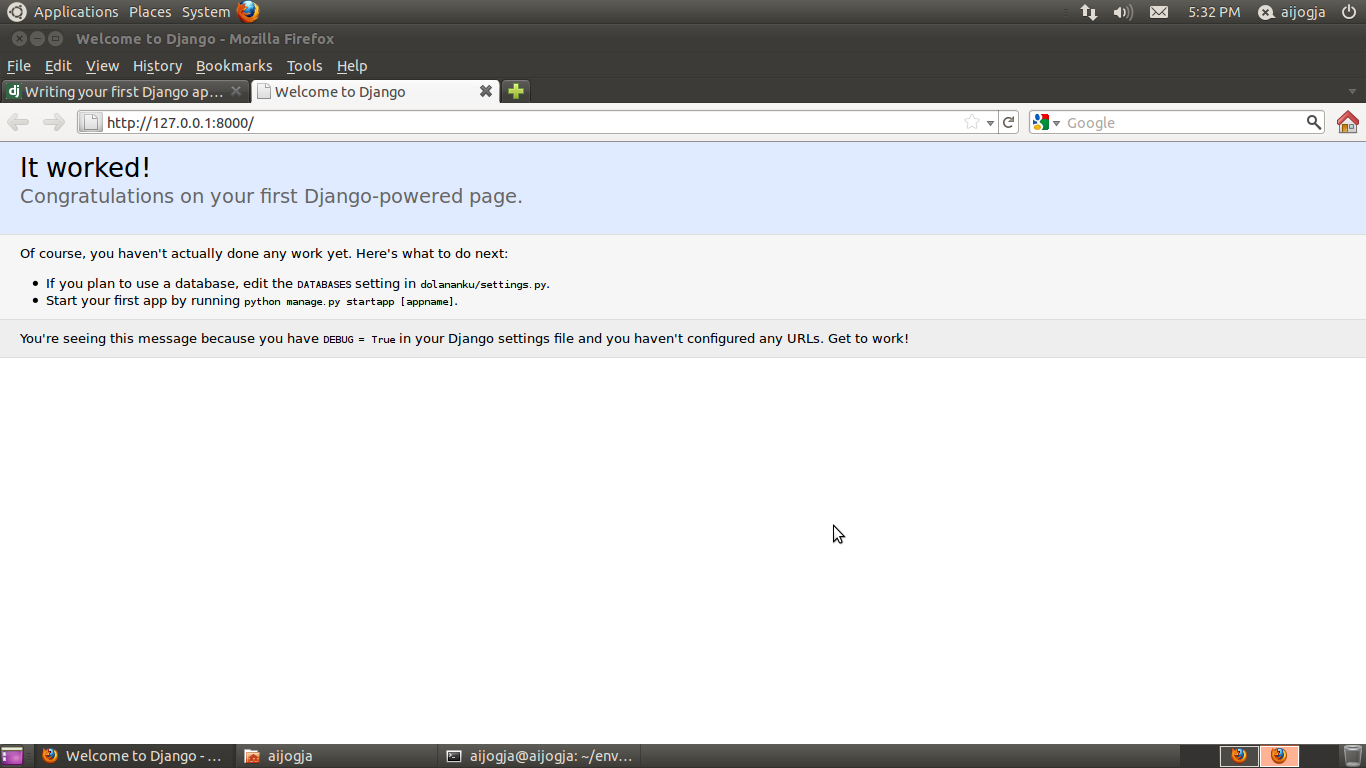 Applications Places System 5:32 PM aijogja
Welcome to Django - Mozilla Firefox
File Edit View History Bookmarks Tools Help
dj Writing your first Django ap... Welcome to Django
http://127.0.0.1:8000/ Google
It worked!
Congratulations on your first Django-powered page.
Of course, you haven't actually done any work yet. Here's what to do next:
• If you plan to use a database, edit the DATABASES setting in dolananku/settings.py.
• Start your first app by running python manage.py startapp [appname].
You're seeing this message because you have DEBUG = True in your Django settings file and you haven't configured any URLs. Get to work!
Welcome to Django - ... aijogja aijogja@aijogja: ~/env...